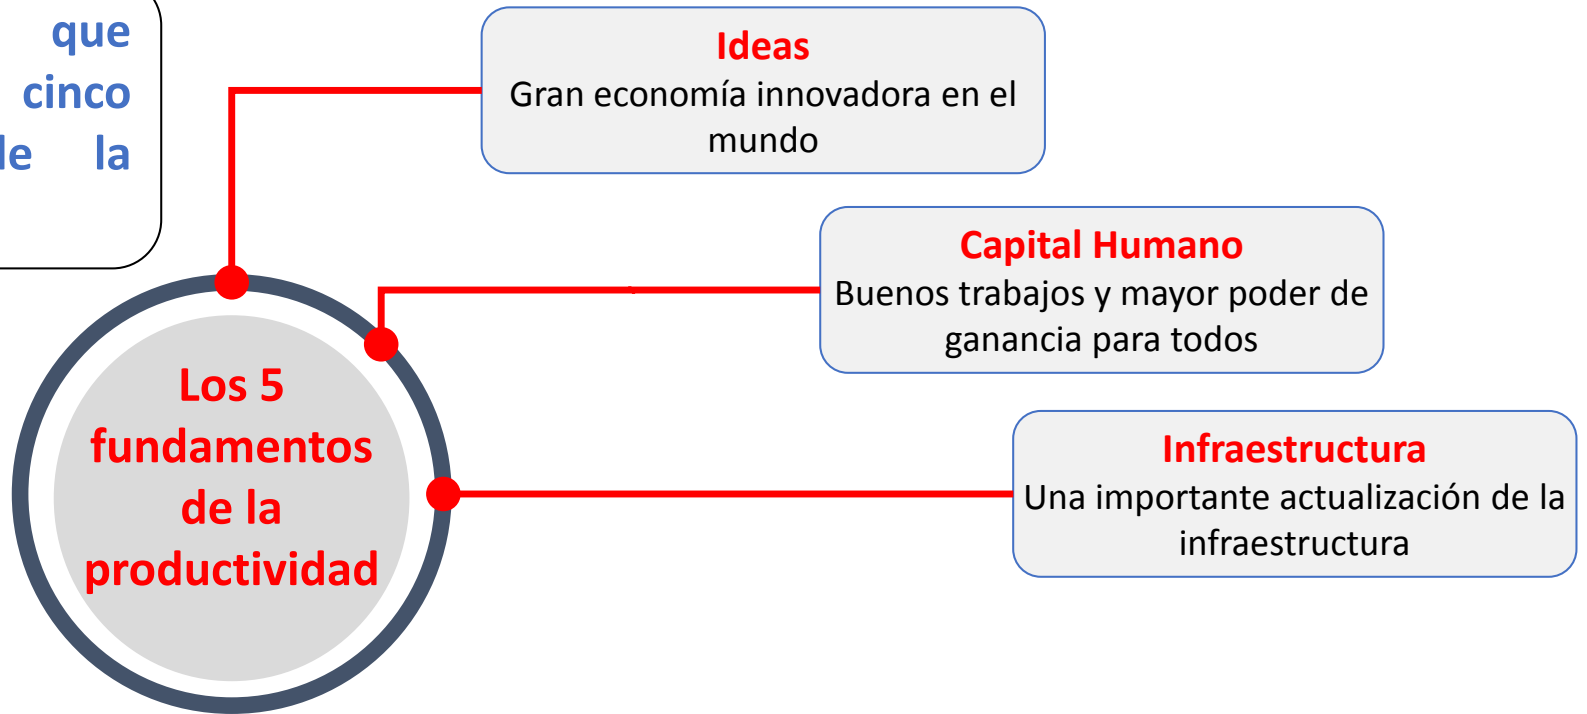 que
cinco
de la
Ideas
Gran economía innovadora en el
mundo
Capital Humano
Buenos trabajos y mayor poder de
ganancia para todos
Infraestructura
Una importante actualización de la
infraestructura
Los 5
fundamentos
de la
productividad